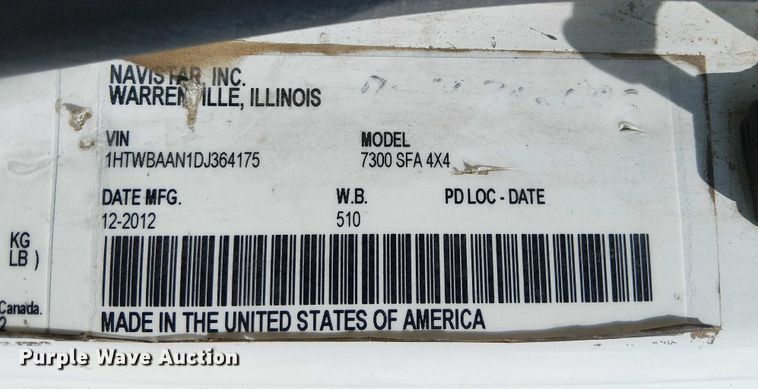 NAVISTAR, INC.
WARRENVILLE, ILLINOIS
VIN MODEL
1HTWBAAN1DJ364175 7300 SFA 4X4
DATE MFG. W.B. PD LOC - DATE
12-2012 510
KG
LB )
Canada.
2
MADE IN THE UNITED STATES OF AMERICA
Purple Wave Auction